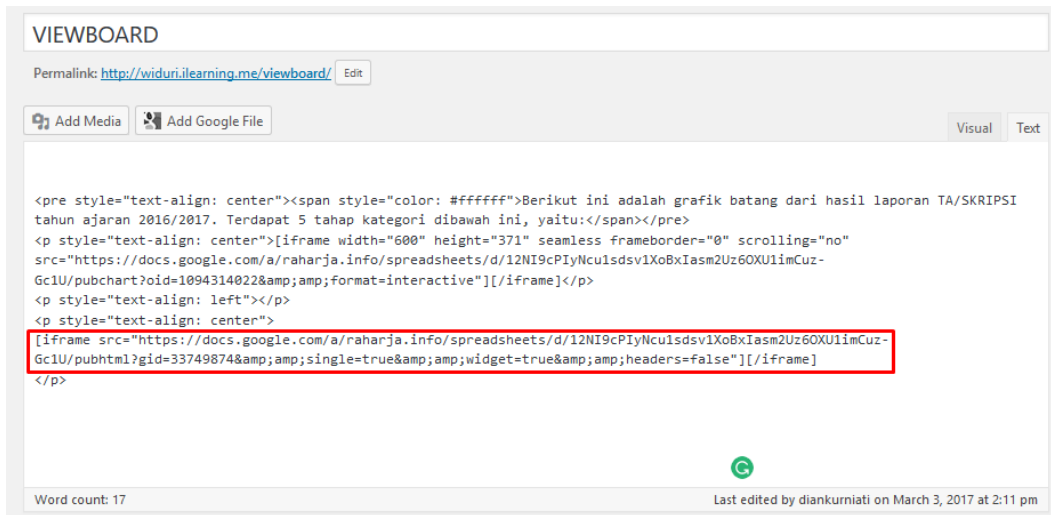 VIEWBOARD
Permalink: http://widuri.ilearning.me/viewboard/ Edit
Add Media Add Google File
Visual Text
<pre style="text-align: center"><span style="color: #ffffff">Berikut ini adalah grafik batang dari hasil laporan TA/SKRIPSI
tahun ajaran 2016/2017. Terdapat 5 tahap kategori dibawah ini, yaitu:</span></pre>
<p style="text-align: center">[iframe width="600" height="371" seamless frameborder="0" scrolling="no"
src="https://docs.google.com/a/raharja.info/spreadsheets/d/12NI9cPIyNcu1sdsv1XoBxIasm2Uz6OXU1imCuz-
Gc1U/pubchart?oid=1094314022&amp;amp;format=interactive"][/iframe]</p>
<p style="text-align: left"></p>
<p style="text-align: center">
[iframe src="https://docs.google.com/a/raharja.info/spreadsheets/d/12NI9cPIyNcu1sdsv1XoBxIasm2Uz6OXU1imCuz-
Gc1U/pubhtml?gid=33749874&amp;amp;single=true&amp;amp;widget=true&amp;amp;headers=false"][/iframe]
</p>
Word count: 17 Last edited by diankurniati on March 3, 2017 at 2:11 pm